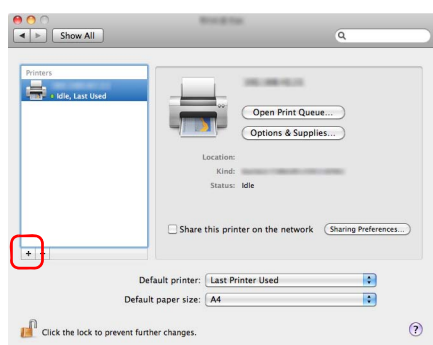 Show All
Printers
Idle, Last Used
Open Print Queue...
Options & Supplies...
Location:
Kind:
Status: Idle
Share this printer on the network Sharing Preferences...
+ -
Default printer: Last Printer Used
Default paper size: A4
Click the lock to prevent further changes. ?